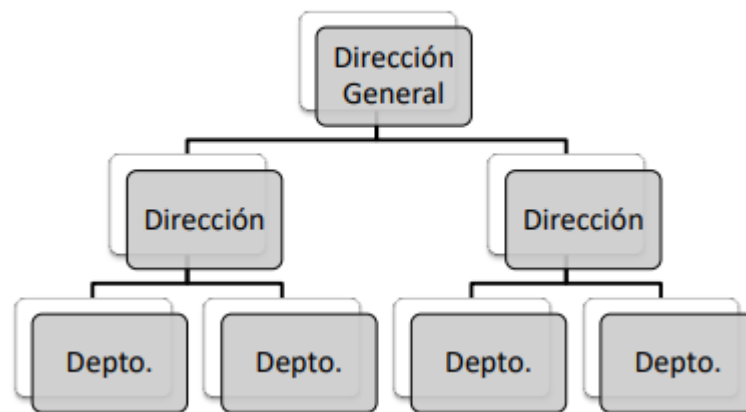 Dirección
General
Dirección
Dirección
Depto.
Depto.
Depto.
Depto.